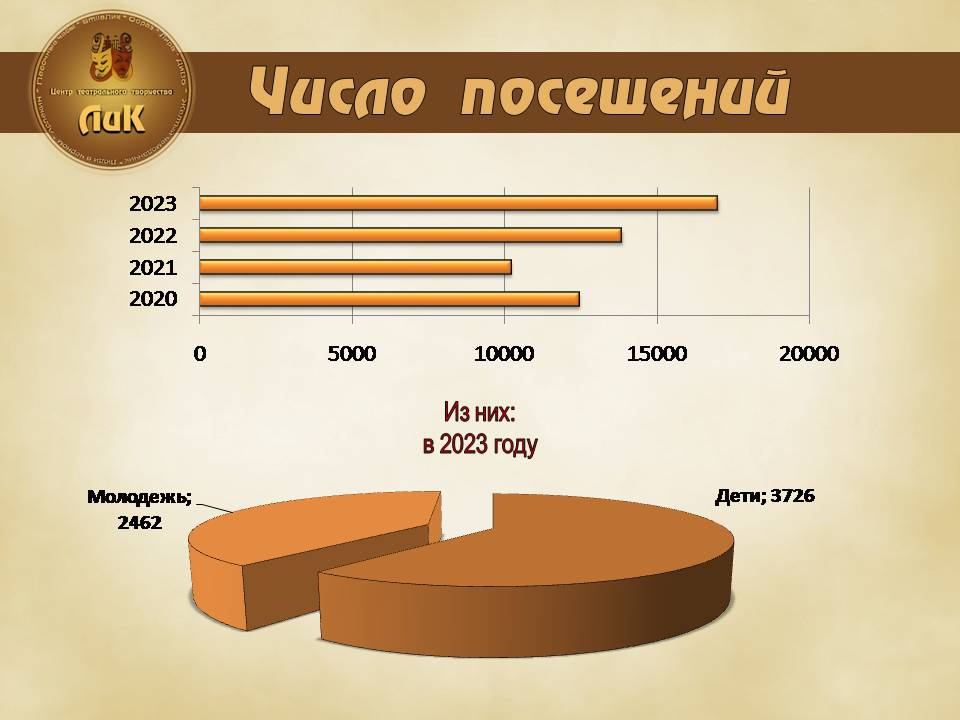 Центр театрального творчества
ЛиК
Число посещений
2023
2022
2021
2020
0 5000 10000 15000 20000
Из них:
в 2023 году
Молодежь;
2462
Дети; 3726